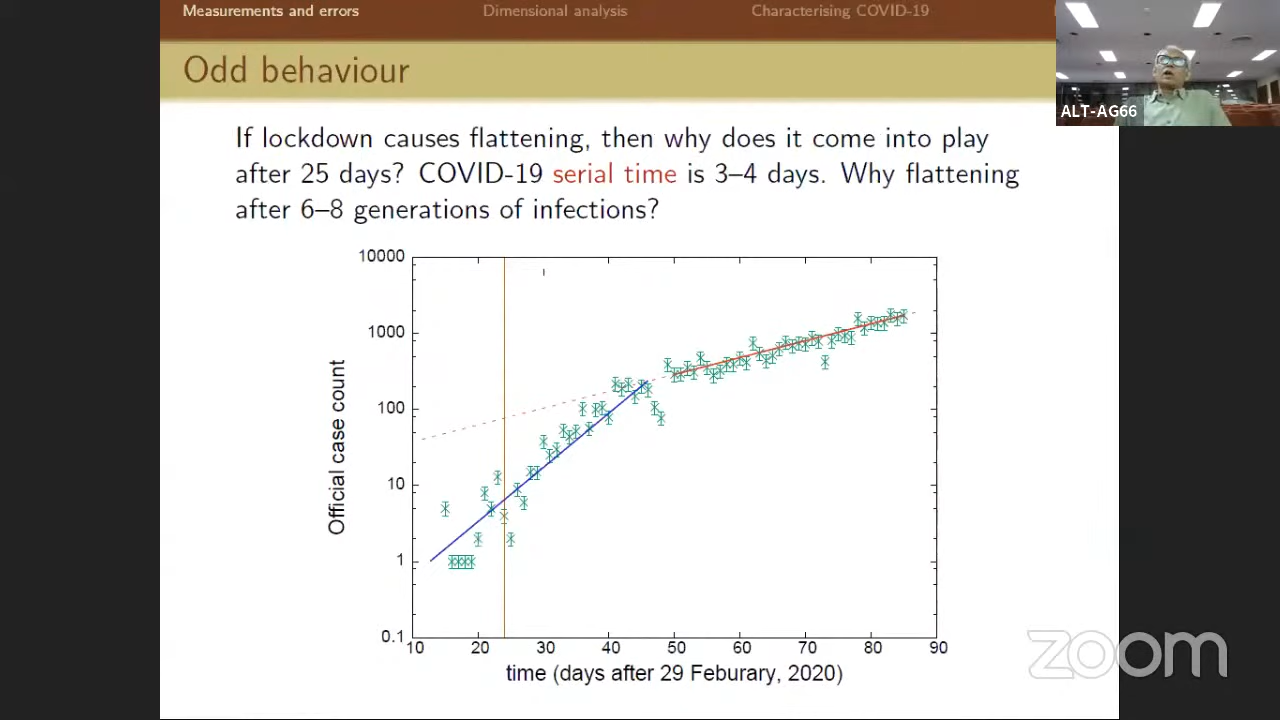 Measurements and errors Dimensional analysis Characterising COVID-19
Odd behaviour
ALT-AG66
If lockdown causes flattening, then why does it come into play
after 25 days? COVID-19 serial time is 3–4 days. Why flattening
after 6–8 generations of infections?
10000
1000
100
10
1
0.1
Official case count
10 20 30 40 50 60 70 80 90
time (days after 29 Feburary, 2020)
zoom